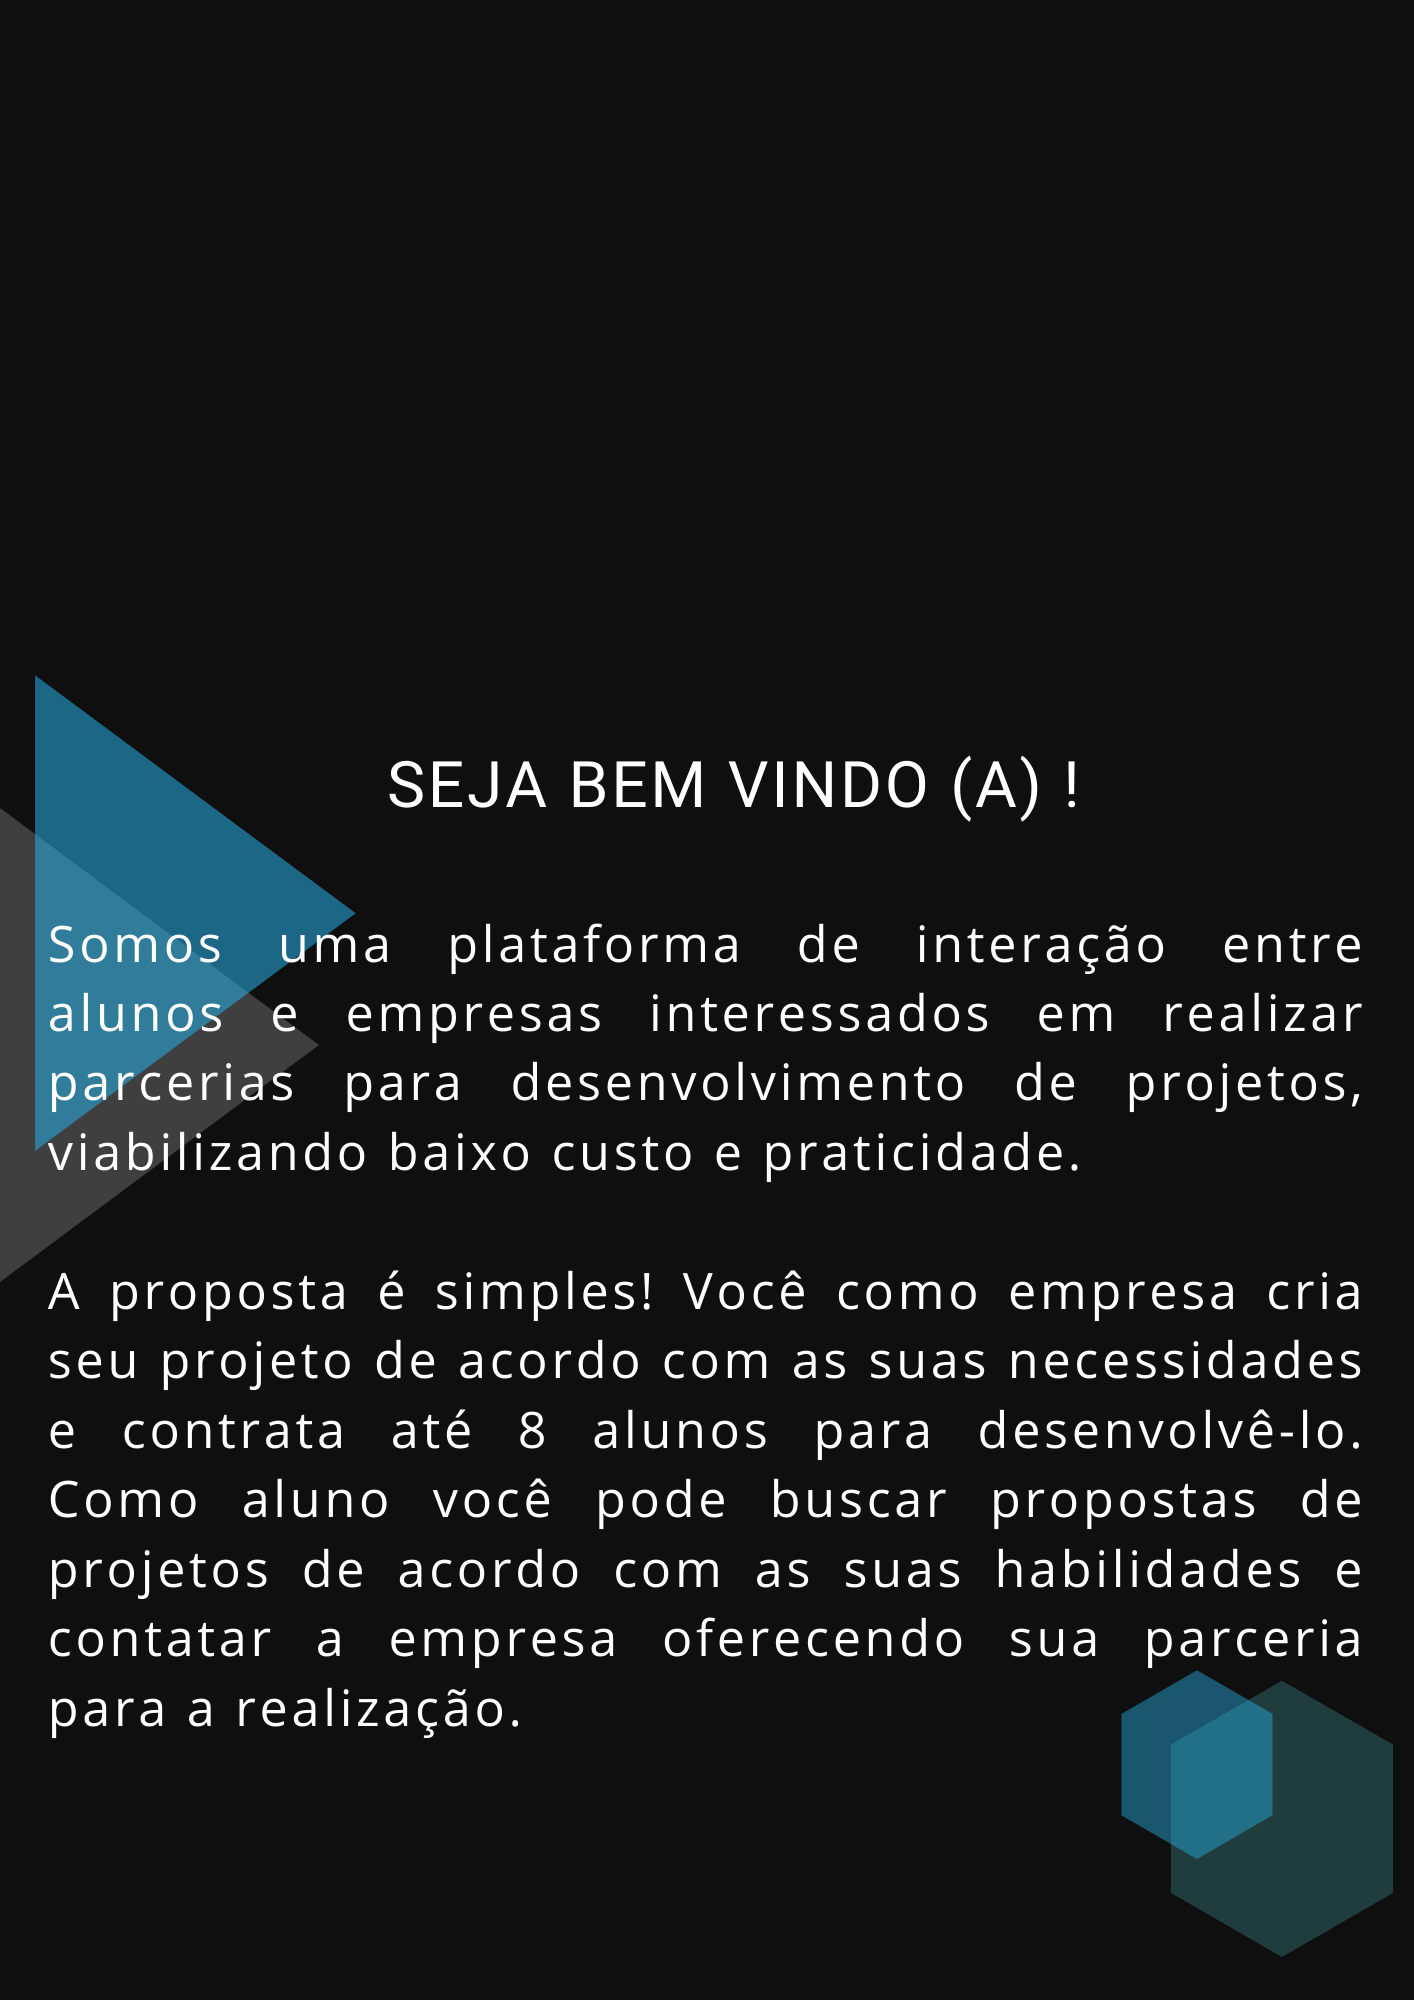 SEJA BEM VINDO (A) !
Somos uma plataforma de interação entre
alunos e empresas interessados em realizar
parcerias para desenvolvimento de projetos,
viabilizando baixo custo e praticidade.
A proposta é simples! Você como empresa cria
seu projeto de acordo com as suas necessidades
e contrata até 8 alunos para desenvolvê-lo.
Como aluno você pode buscar propostas de
projetos de acordo com as suas habilidades e
contatar a empresa oferecendo sua parceria
para a realização.